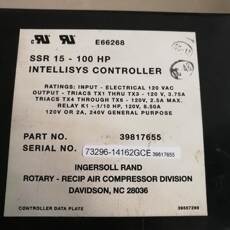 E66268
SSR 15 - 100 HP
INTELLISYS CONTROLLER
RATINGS: INPUT - ELECTRICAL 120 VAC
OUTPUT - TRIACS TX1 THRU TX3 - 120 V, 3.75A
TRIACS TX4 THROUGH TX6 - 120V, 2.5A MAX.
RELAY K1 - 1/10 HP, 120V, 6.50A
120V OR 2A, 240V GENERAL PURPOSE
PART NO. 39817655
SERIAL NO. 73296-14162GCE 39817655
INGERSOLL RAND
ROTARY - RECIP AIR COMPRESSOR DIVISION
DAVIDSON, NC 28036
CONTROLLER DATA PLATE